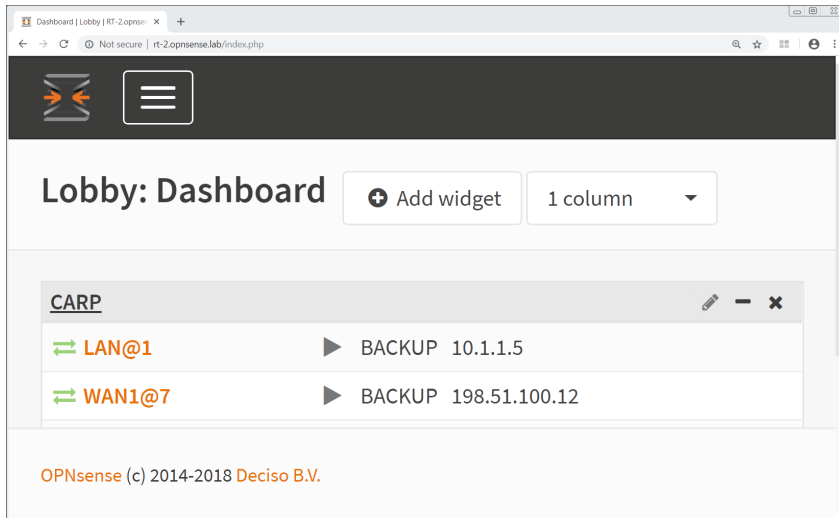 Dashboard | Lobby | RT-2.opnsen
Not secure | rt-2.opnsense.lab/index.php
Lobby: Dashboard
Add widget
1 column
CARP
LAN@1 BACKUP 10.1.1.5
WAN1@7 BACKUP 198.51.100.12
OPNsense (c) 2014-2018 Deciso B.V.